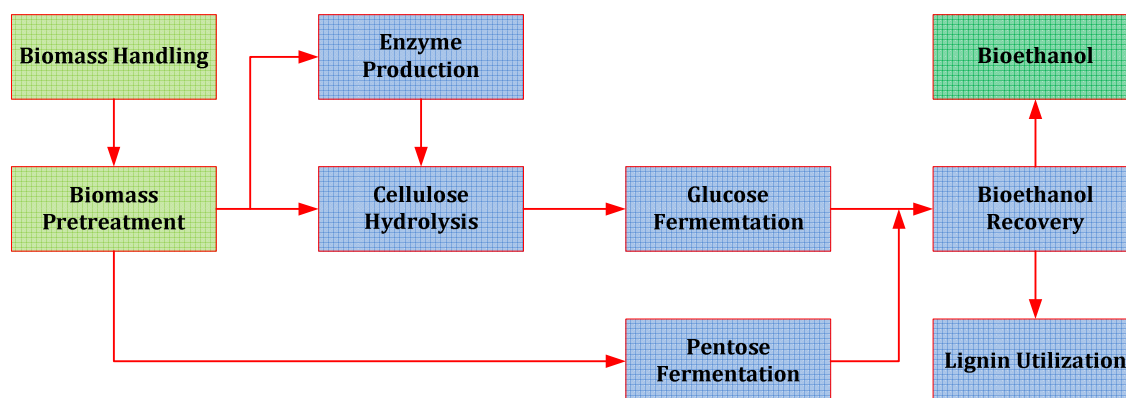 Biomass Handling
Enzyme
Production
Bioethanol
Biomass
Pretreatment
Cellulose
Hydrolysis
Glucose
Fermemtation
Bioethanol
Recovery
Pentose
Fermentation
Lignin Utilization